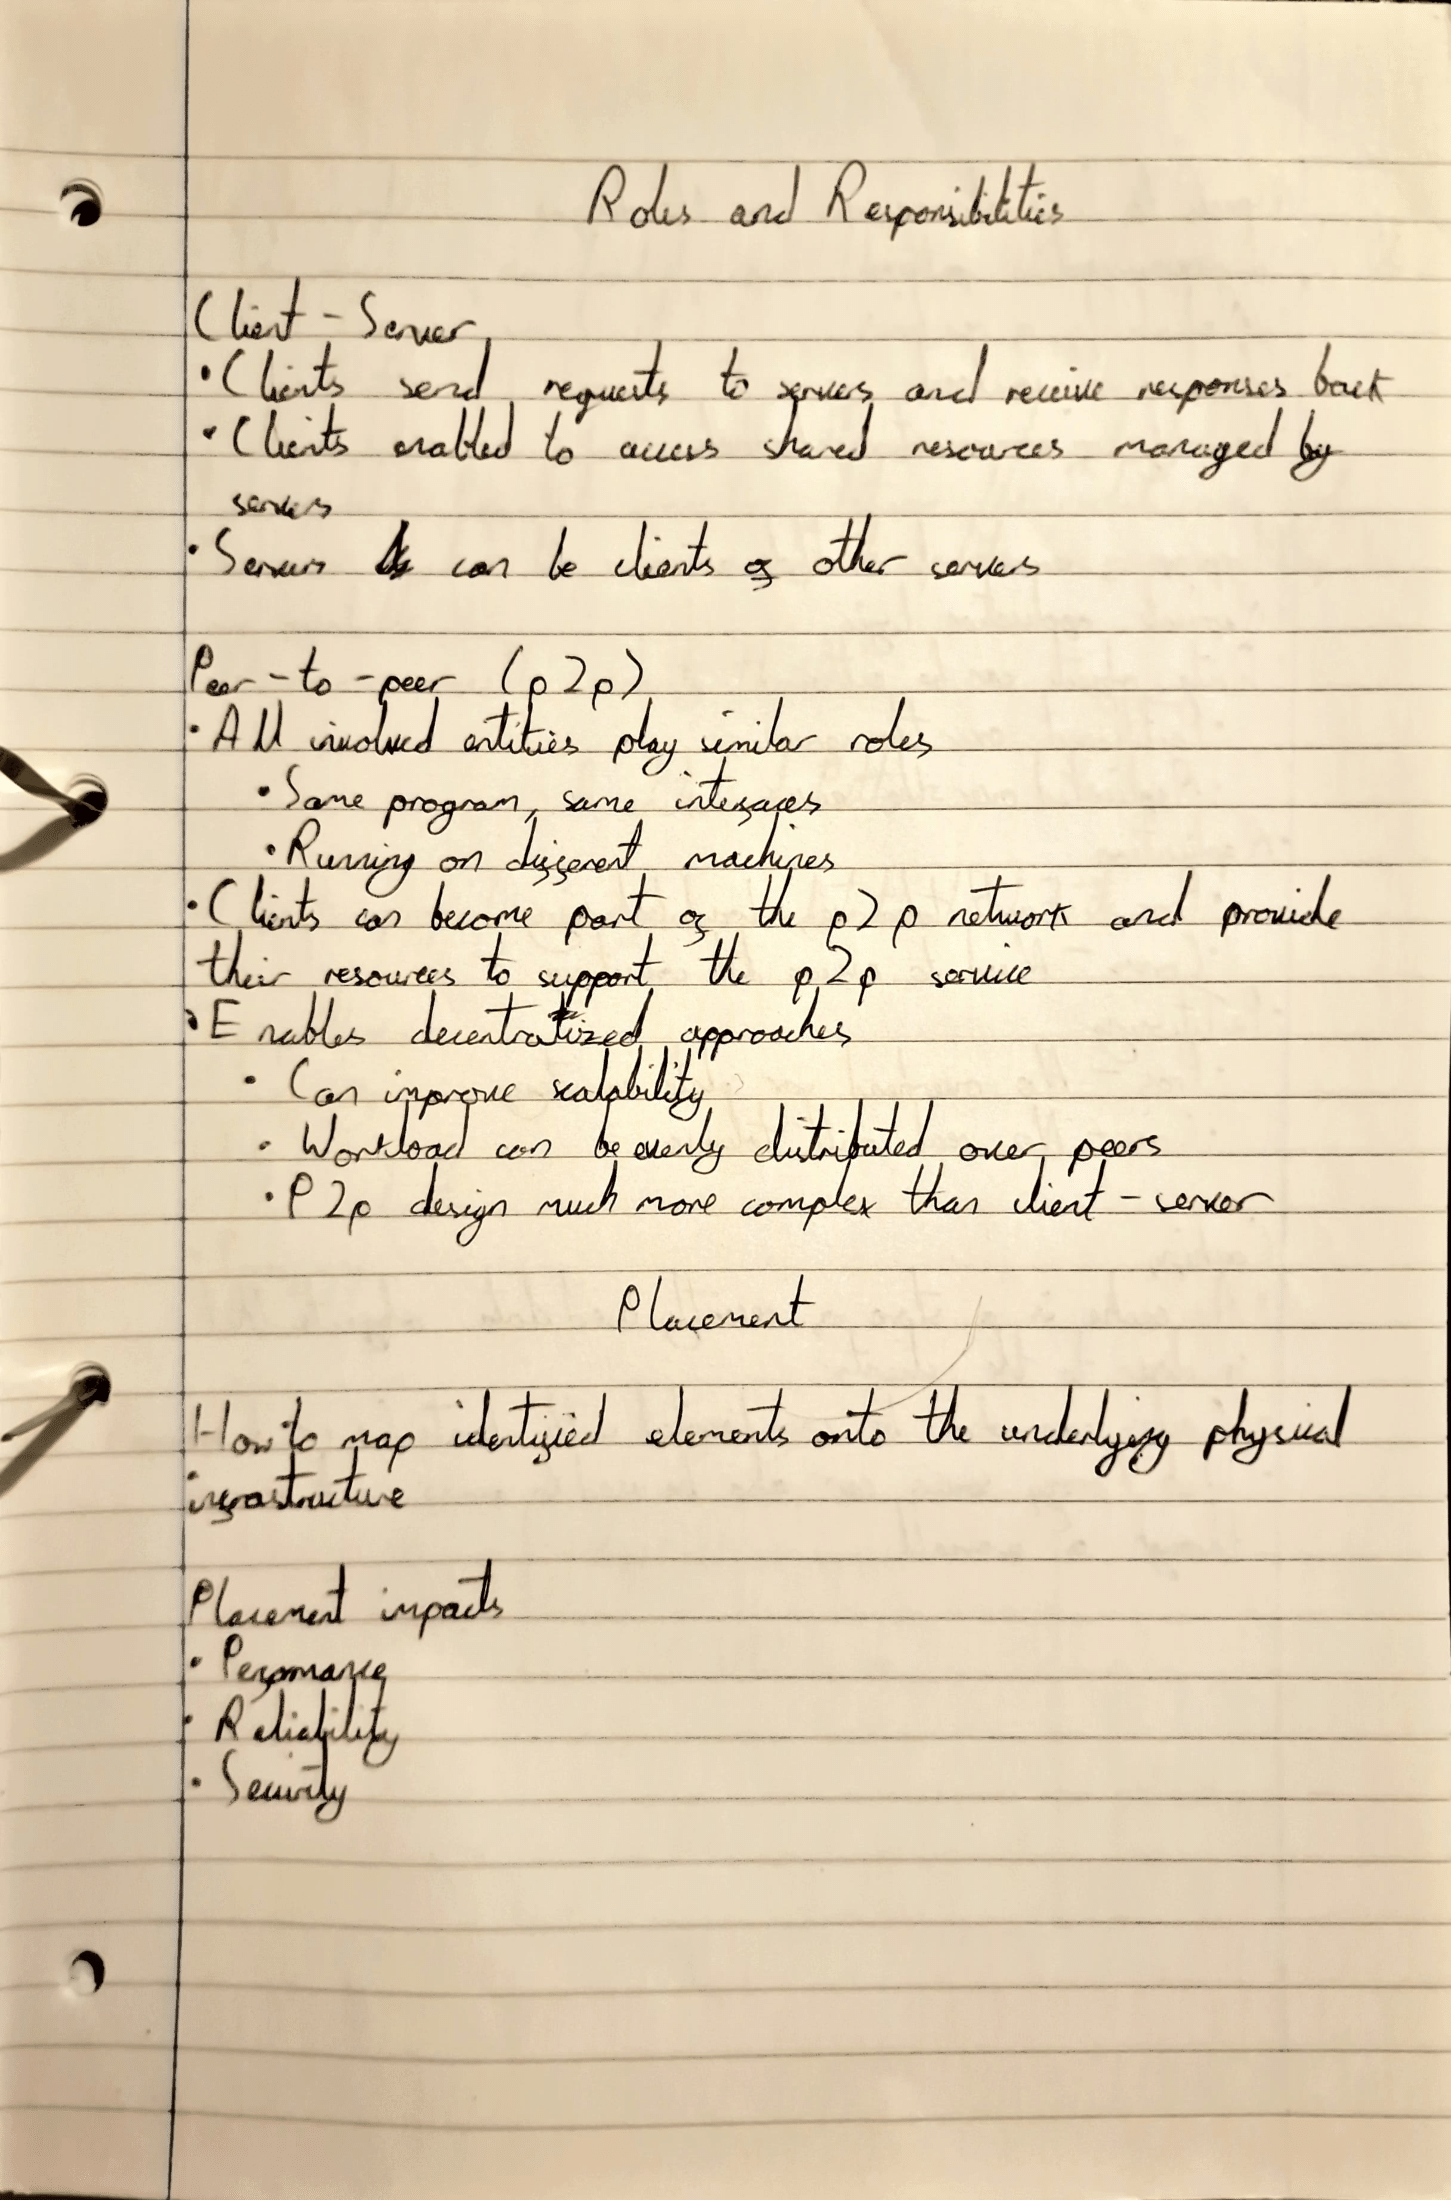 Roles and Responsibilities
Client-Server
• Clients send requests to servers and receive responses back
• Clients enabled to access shared resources managed by
servers
• Servers can be clients of other servers
Peer-to-peer (p2p)
• All involved entities play similar roles
• Same program, same interfaces
• Running on different machines
• Clients can become part of the p2p network and provide
their resources to support the p2p service
• Enables decentralized approaches
• Can improve scalability
• Workload can be evenly distributed over peers
• P2p design much more complex than client-server
Placement
How to map identified elements onto the underlying physical
infrastructure
Placement impacts
• Perfomance
• Reliability
• Security